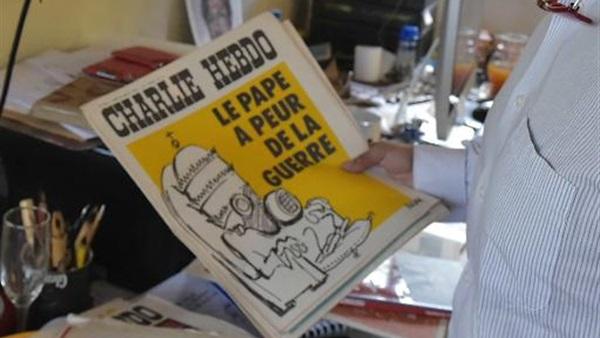 CHARLIE HEBDO
LE PAPE
A PEUR
DE LA
GUERRE